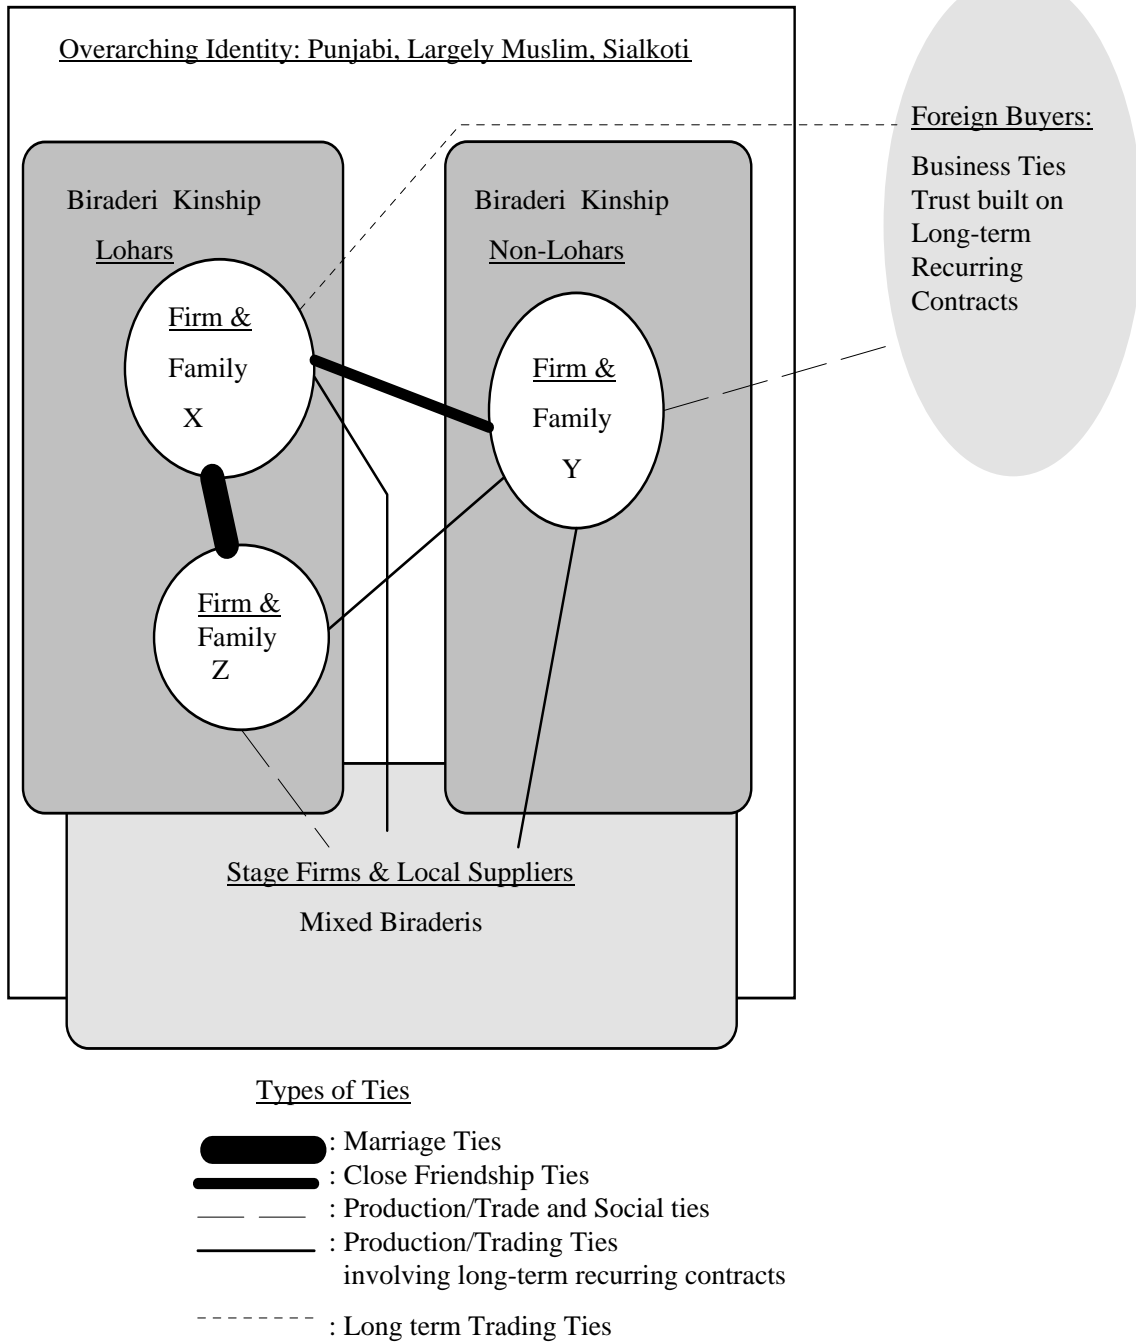 Overarching Identity: Punjabi, Largely Muslim, Sialkoti
Foreign Buyers:
Business Ties
Trust built on
Long-term
Recurring
Contracts
Biraderi Kinship
Lohars
Firm &
Family
X
Firm &
Family
Z
Biraderi Kinship
Non-Lohars
Firm &
Family
Y
Stage Firms & Local Suppliers
Mixed Biraderis
Types of Ties
: Marriage Ties
: Close Friendship Ties
: Production/Trade and Social ties
: Production/Trading Ties
involving long-term recurring contracts
: Long term Trading Ties